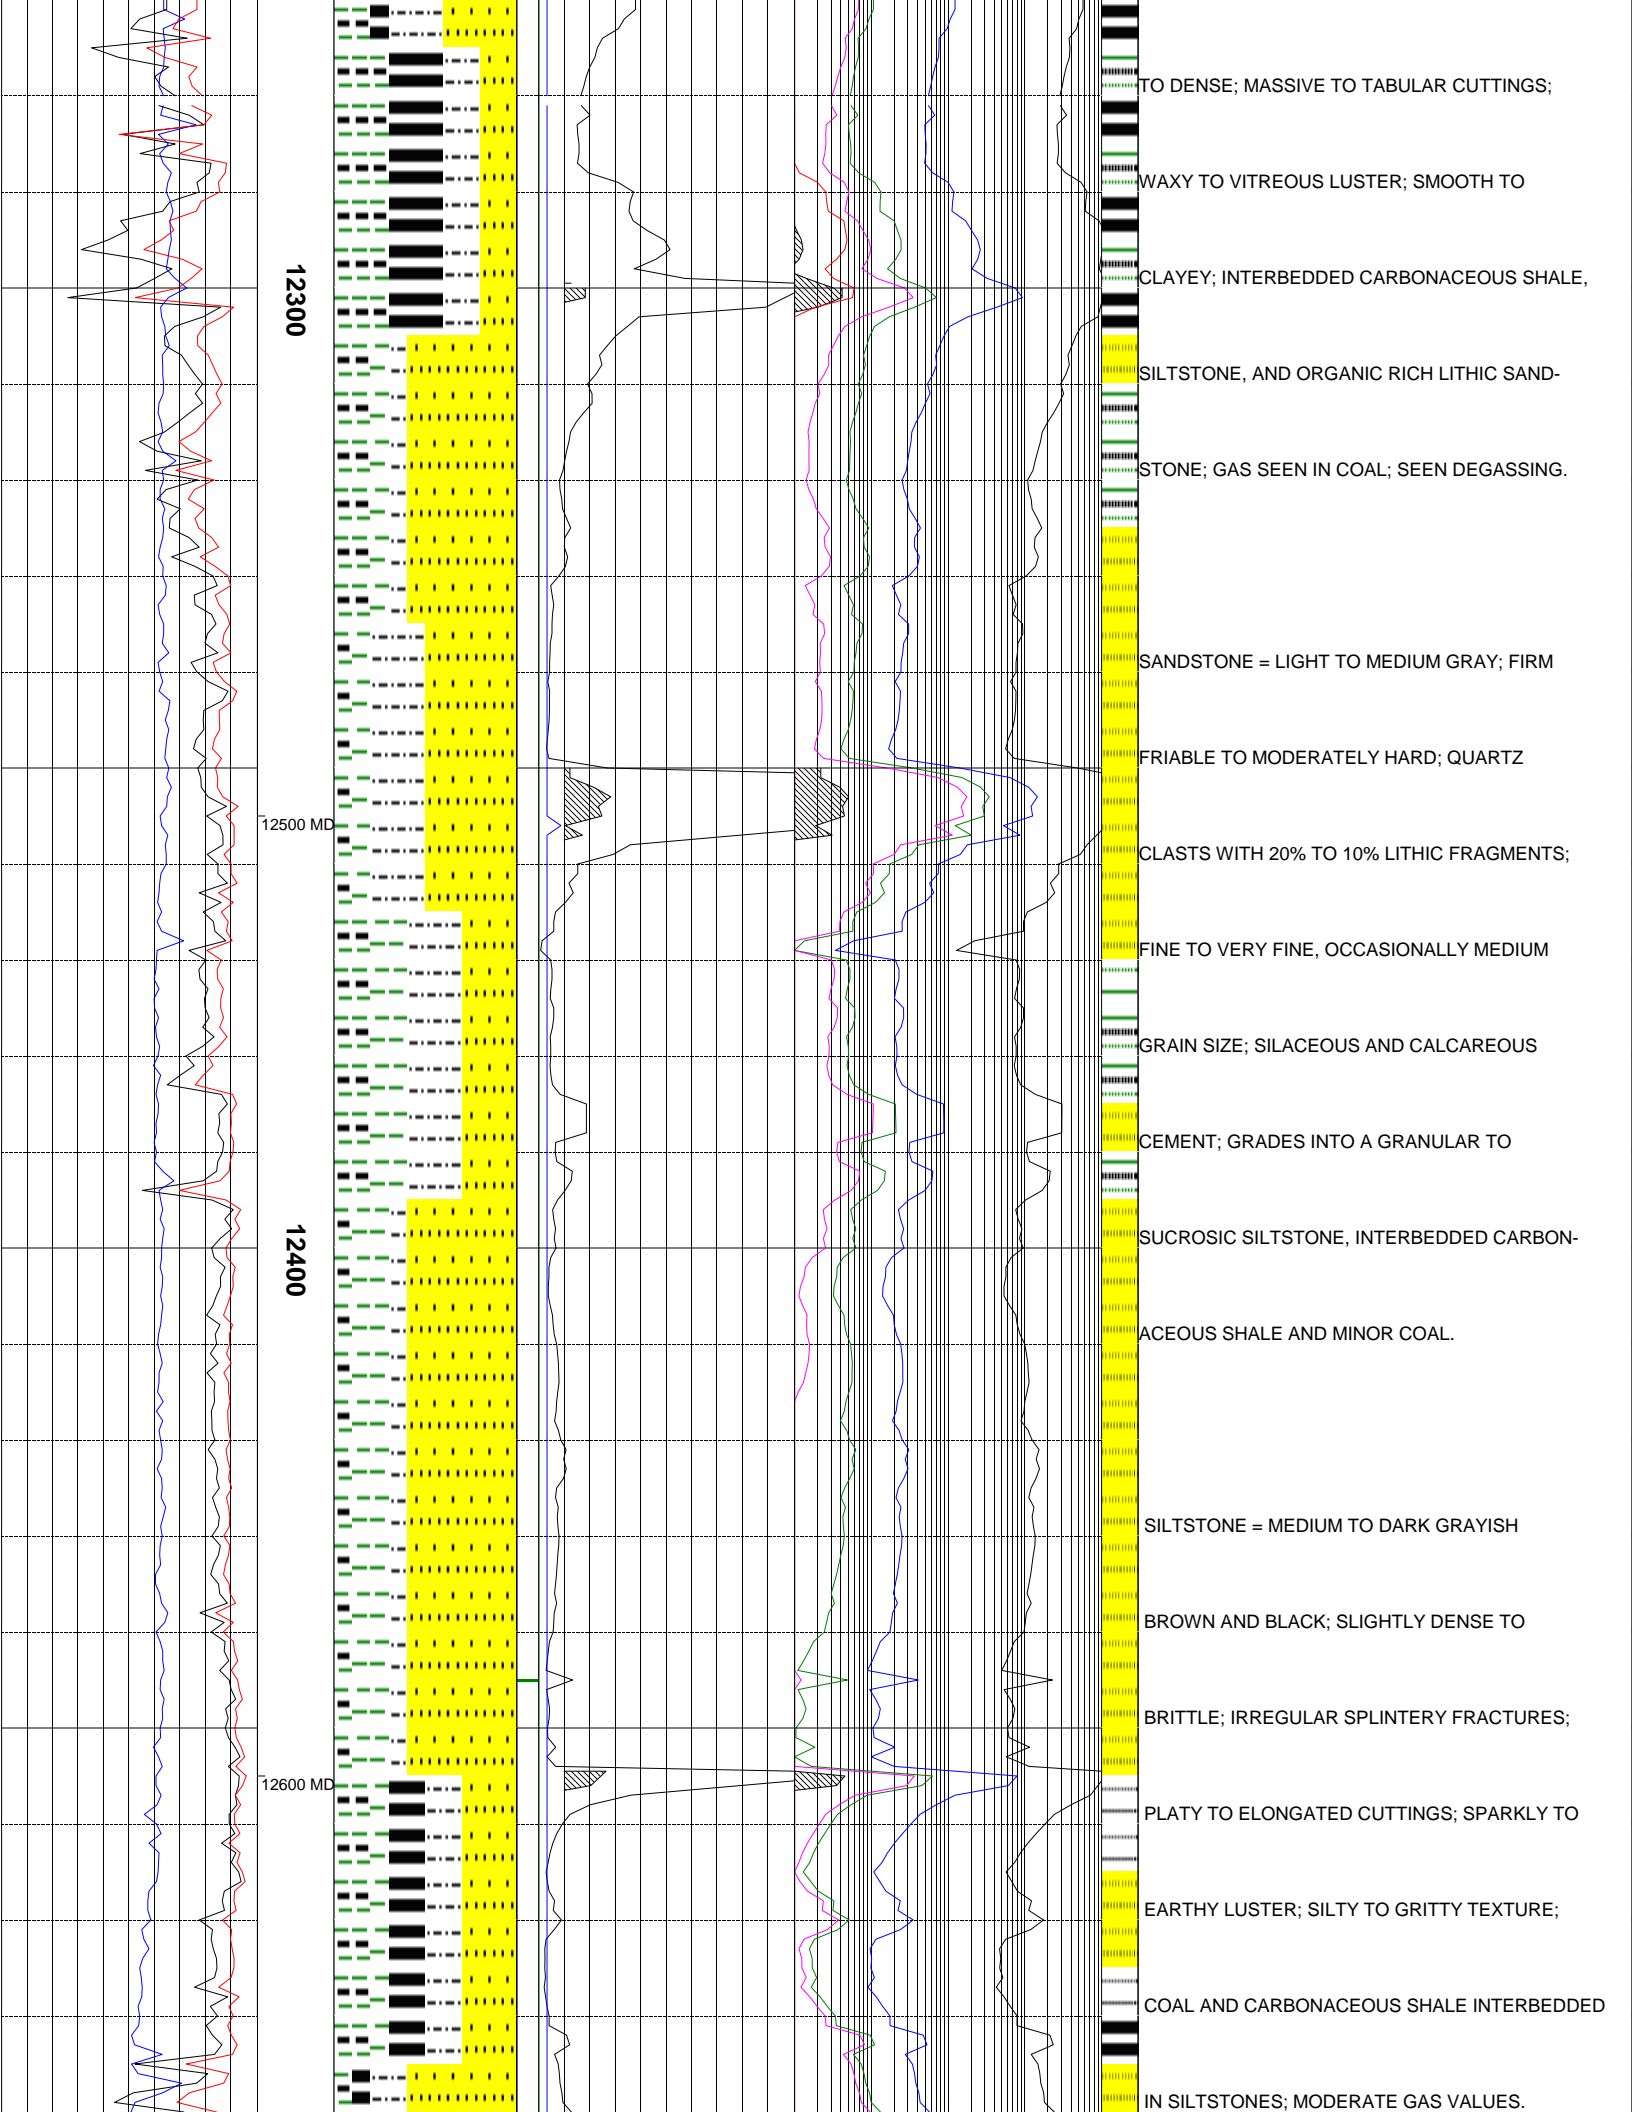 TO DENSE; MASSIVE TO TABULAR CUTTINGS;
WAXY TO VITREOUS LUSTER; SMOOTH TO
12300
CLAYEY; INTERBEDDED CARBONACEOUS SHALE,
SILTSTONE, AND ORGANIC RICH LITHIC SAND-
STONE; GAS SEEN IN COAL; SEEN DEGASSING.
SANDSTONE = LIGHT TO MEDIUM GRAY; FIRM
FRIABLE TO MODERATELY HARD; QUARTZ
12500 MD
CLASTS WITH 20% TO 10% LITHIC FRAGMENTS;
FINE TO VERY FINE, OCCASIONALLY MEDIUM
GRAIN SIZE; SILACEOUS AND CALCAREOUS
CEMENT; GRADES INTO A GRANULAR TO
12400
SUCROSIC SILTSTONE, INTERBEDDED CARBON-
ACEOUS SHALE AND MINOR COAL.
SILTSTONE = MEDIUM TO DARK GRAYISH
BROWN AND BLACK; SLIGHTLY DENSE TO
BRITTLE; IRREGULAR SPLINTERY FRACTURES;
12600 MD
PLATY TO ELONGATED CUTTINGS; SPARKLY TO
EARTHY LUSTER; SILTY TO GRITTY TEXTURE;
COAL AND CARBONACEOUS SHALE INTERBEDDED
IN SILTSTONES; MODERATE GAS VALUES.